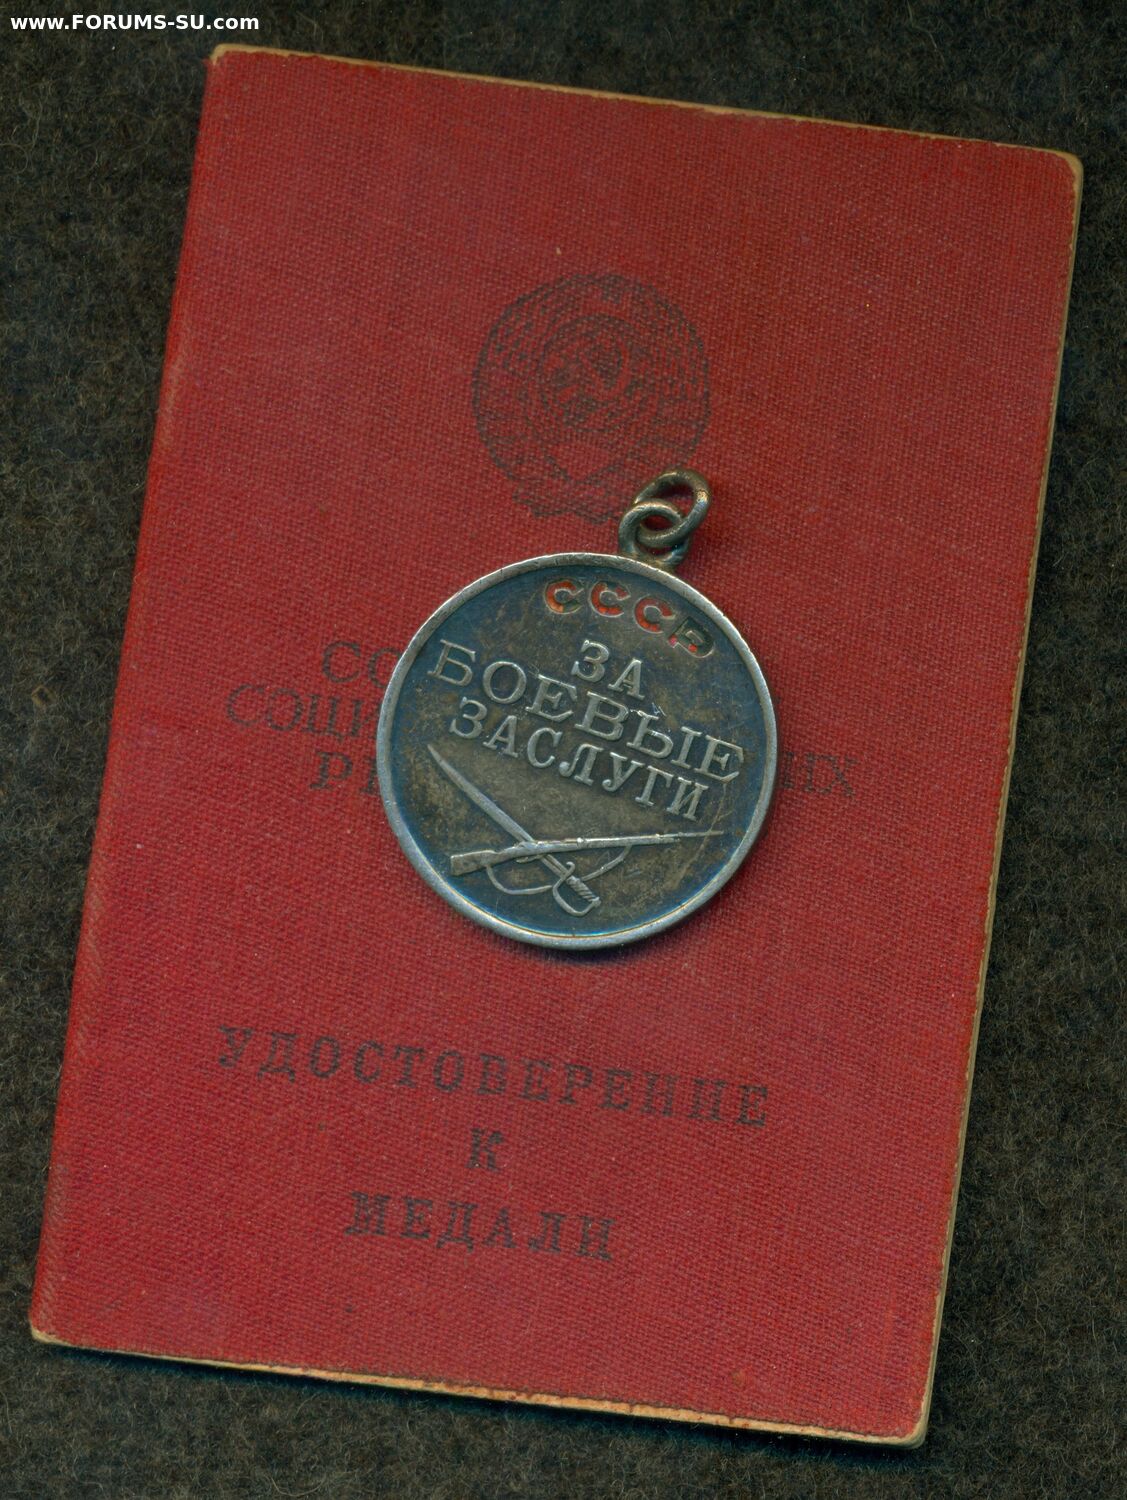 www.FORUMS-SU.com
СССР
ЗА
БОЕВЫЕ
ЗАСЛУГИ
УДОСТОВЕРЕНИЕ
К
МЕДАЛИ